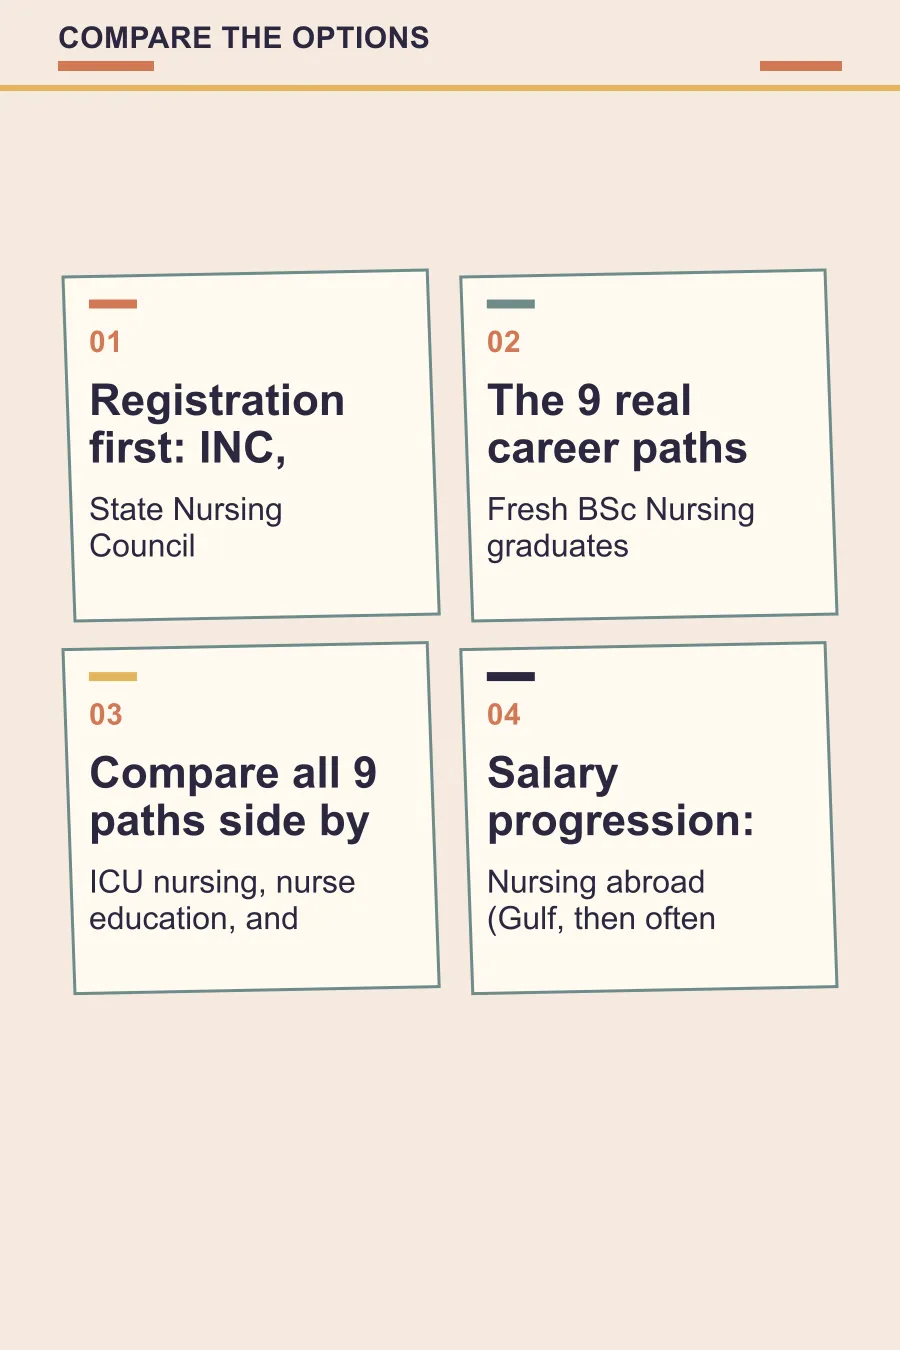 COMPARE THE OPTIONS
01
Registration
first: INC,
State Nursing
Council
02
The 9 real
career paths
Fresh BSc Nursing
graduates
03
Compare all 9
paths side by
ICU nursing, nurse
education, and
04
Salary
progression:
Nursing abroad
(Gulf, then often